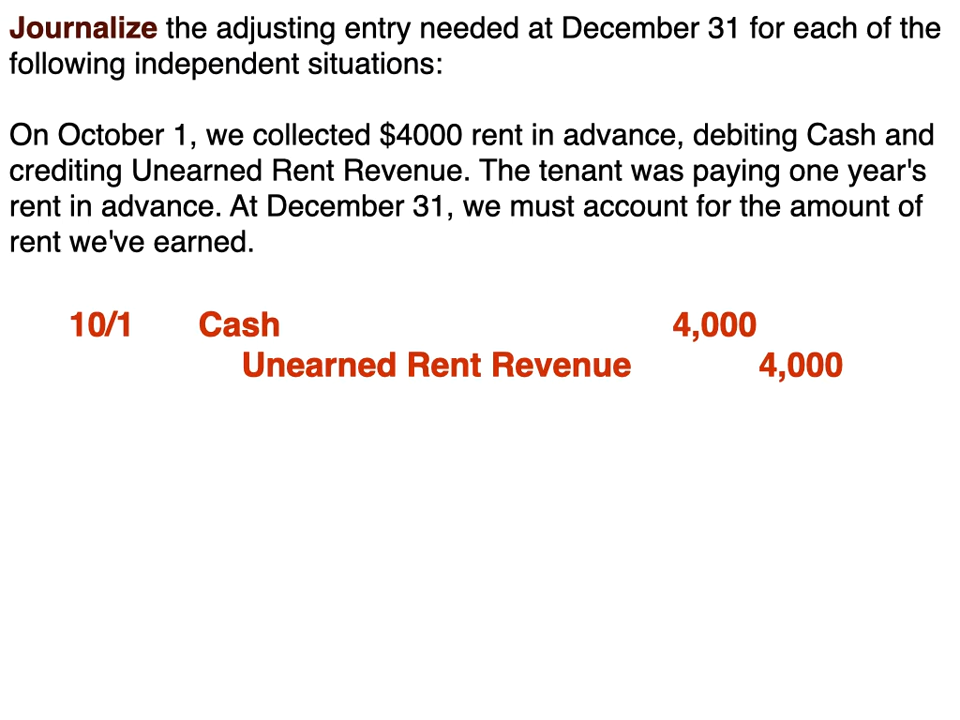 Journalize the adjusting entry needed at December 31 for each of the
following independent situations:
On October 1, we collected $4000 rent in advance, debiting Cash and
crediting Unearned Rent Revenue. The tenant was paying one year's
rent in advance. At December 31, we must account for the amount of
rent we've earned.
10/1 Cash 4,000
Unearned Rent Revenue 4,000